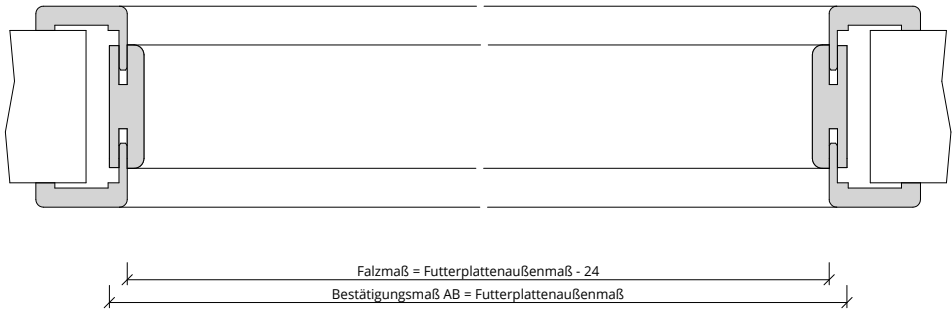 Falzmaß = Futterplattenaußenmaß - 24
Bestätigungsmaß AB = Futterplattenaußenmaß